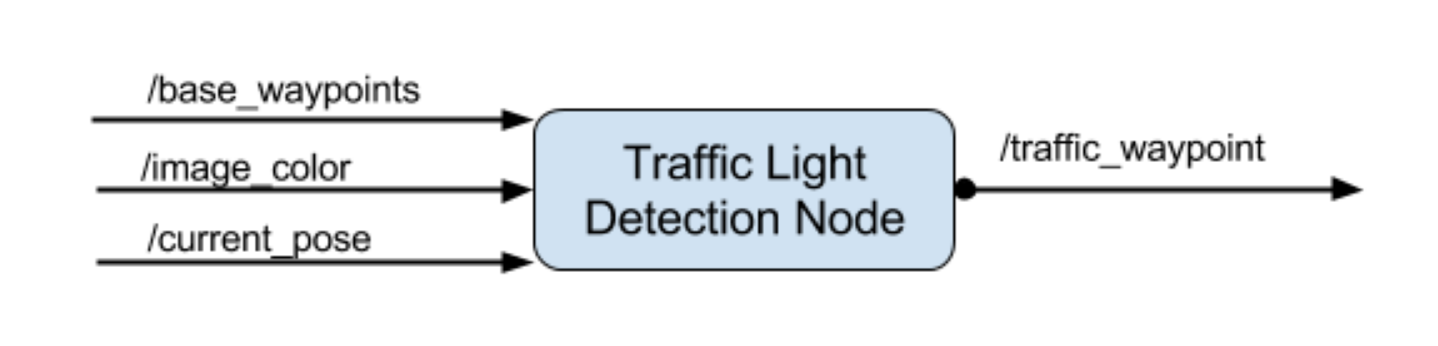 /base_waypoints
/image_color
/current_pose
Traffic Light
Detection Node
/traffic_waypoint